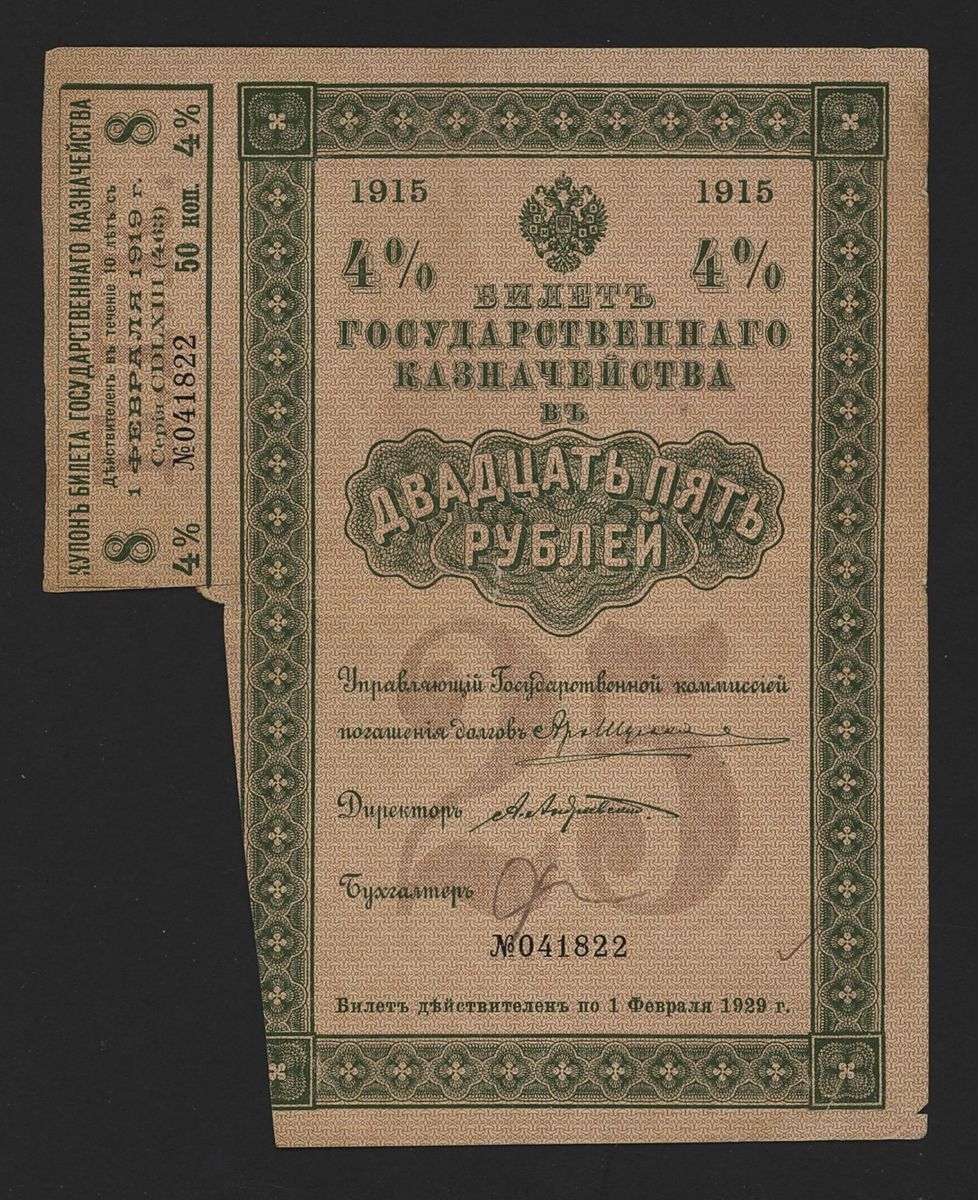 КУПОНЪ БИЛЕТА ГОСУДАРСТВЕННАГО КАЗНАЧЕЙСТВА
Дѣйствителенъ въ теченіе 10 лѣтъ съ
8 1 ФЕВРАЛЯ 1919 г. 8
Серія CDLXIII (463)
№041822
4% 50 коп. 4%
1915 1915
4% 4%
БИЛЕТЪ
ГОСУДАРСТВЕННАГО
КАЗНАЧЕЙСТВА
ВЪ
ДВАДЦАТЬ ПЯТЬ
РУБЛЕЙ
25
Управляющій Государственной коммиссіей
погашенія долговъ
Директоръ
Бухгалтеръ
№041822
Билетъ дѣйствителенъ по 1 Февраля 1929 г.